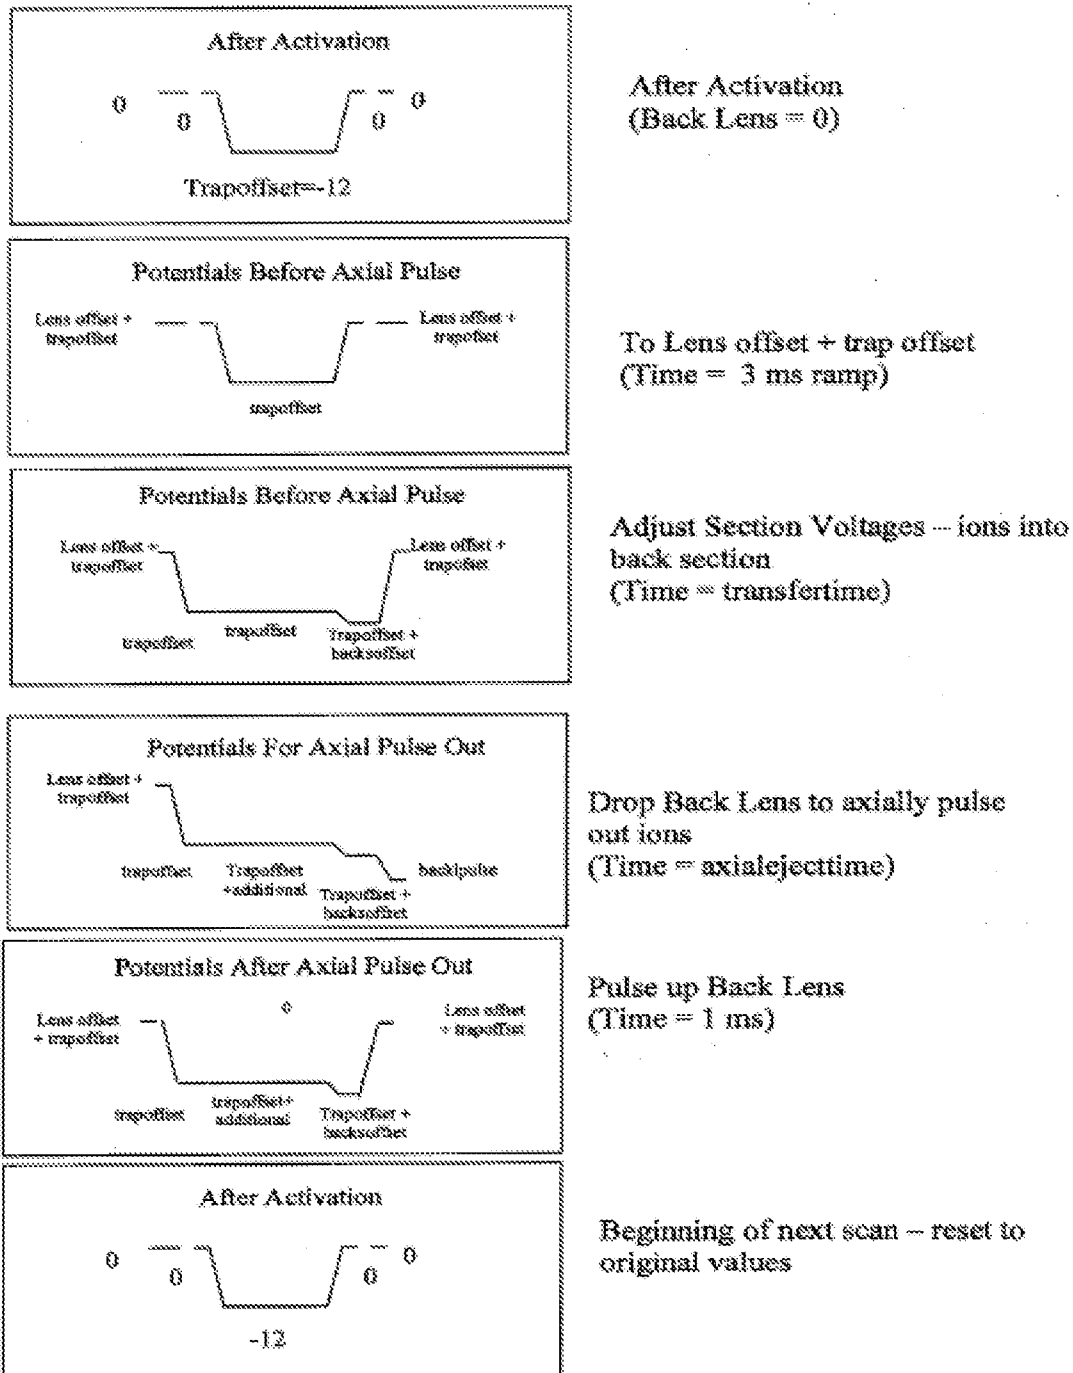 After Activation
0
0
0
0
Trapoffset=-12
After Activation
(Back Lens = 0)
Potentials Before Axial Pulse
Lens offset +
trapoffset
Lens offset +
trapoffset
trapoffset
To Lens offset + trap offset
(Time = 3 ms ramp)
Potentials Before Axial Pulse
Lens offset +
trapoffset
Lens offset +
trapoffset
trapoffset
trapoffset
Trapoffset +
backsoffset
Adjust Section Voltages – ions into
back section
(Time = transfertime)
Potentials For Axial Pulse Out
Lens offset +
trapoffset
trapoffset
Trapoffset
+additional
Trapoffset +
backsoffset
backlpulse
Drop Back Lens to axially pulse
out ions
(Time = axialejecttime)
Potentials After Axial Pulse Out
Lens offset
+ trapoffset
0
Lens offset
+ trapoffset
trapoffset
trapoffset+
additional
Trapoffset +
backsoffset
Pulse up Back Lens
(Time = 1 ms)
After Activation
0
0
0
0
-12
Beginning of next scan – reset to
original values